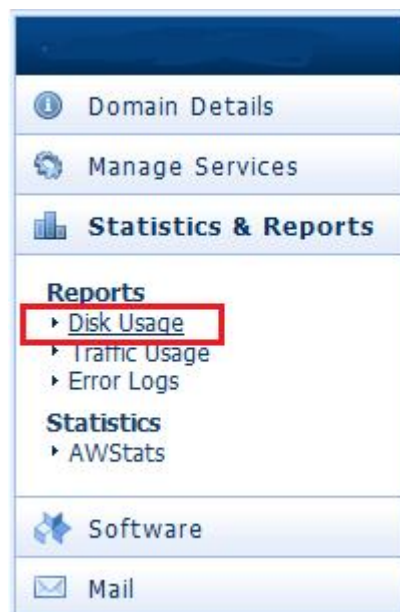 Domain Details
Manage Services
Statistics & Reports
Reports
Disk Usage
Traffic Usage
Error Logs
Statistics
AWStats
Software
Mail